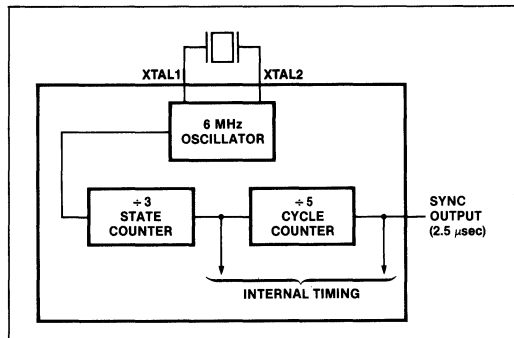 XTAL1
XTAL2
6 MHz
OSCILLATOR
÷3
STATE
COUNTER
÷5
CYCLE
COUNTER
SYNC
OUTPUT
(2.5 μsec)
INTERNAL TIMING